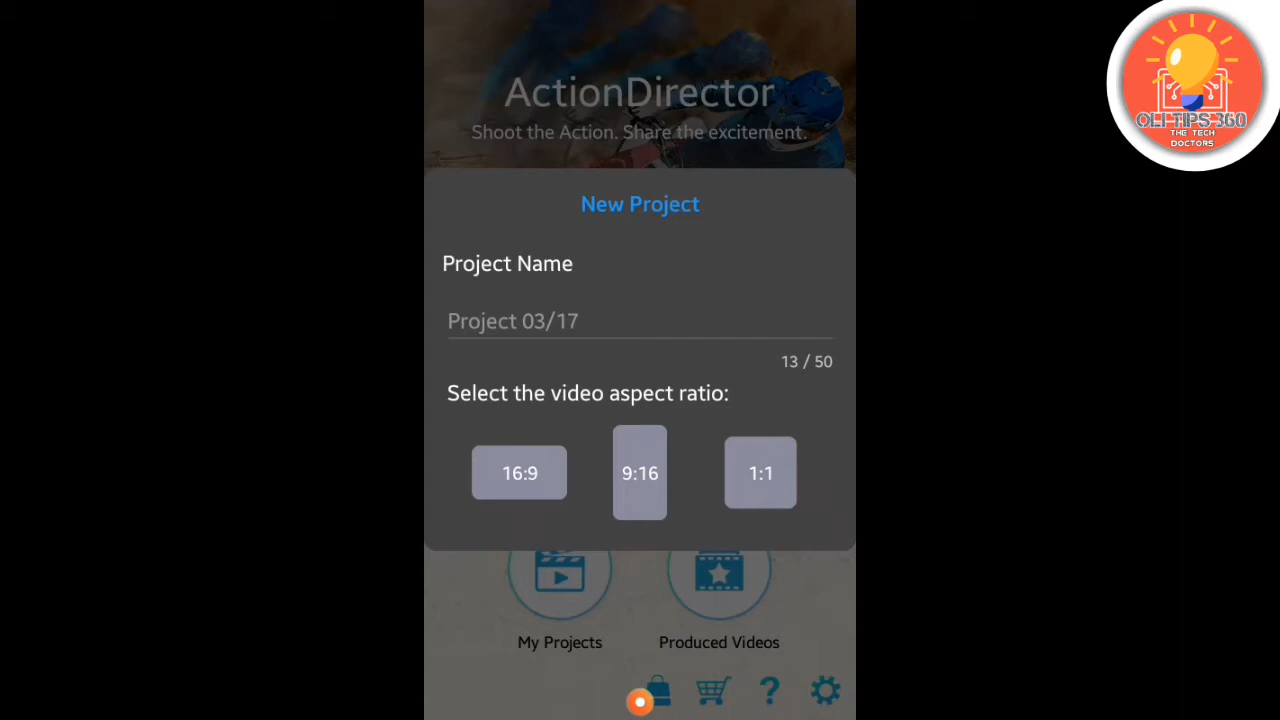 ActionDirector
Shoot the Action. Share the excitement.
OLI TIPS 360
THE TECH
DOCTORS
New Project
Project Name
Project 03/17
13 / 50
Select the video aspect ratio:
16:9
9:16
1:1
My Projects
Produced Videos
?